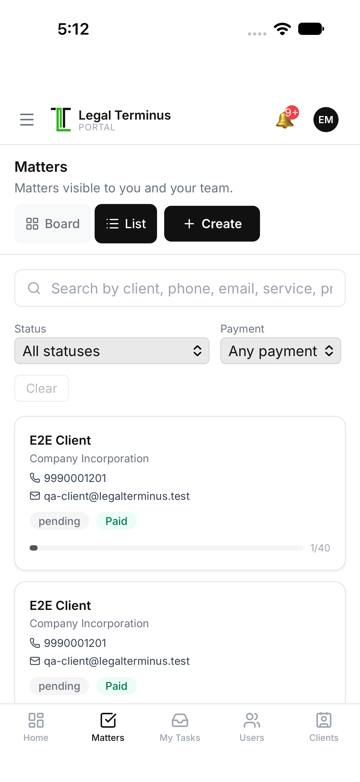 5:12
Legal Terminus
PORTAL
9+
EM
Matters
Matters visible to you and your team.
Board
List
+ Create
Search by client, phone, email, service, pr
Status
Payment
All statuses
Any payment
Clear
E2E Client
Company Incorporation
9990001201
qa-client@legalterminus.test
pending
Paid
1/40
E2E Client
Company Incorporation
9990001201
qa-client@legalterminus.test
pending
Paid
Home
Matters
My Tasks
Users
Clients